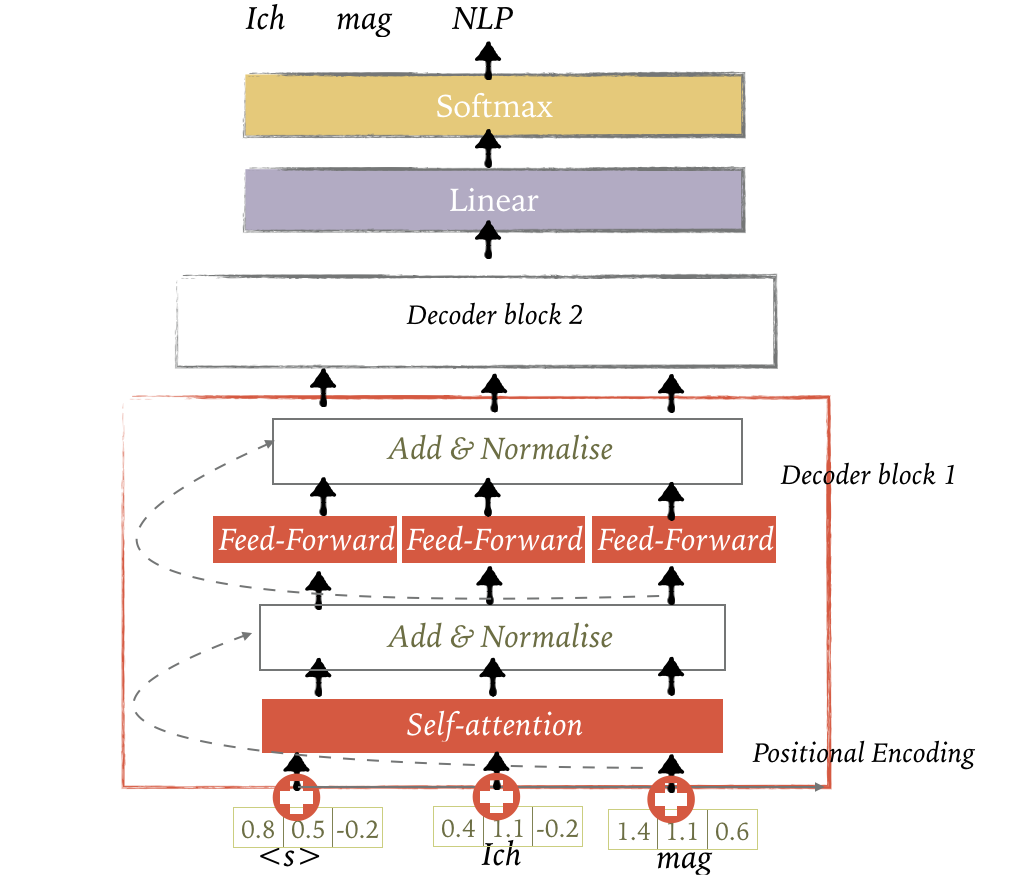 Ich mag NLP
Softmax
Linear
Decoder block 2
Add & Normalise
Decoder block 1
Feed-Forward Feed-Forward Feed-Forward
Add & Normalise
Self-attention
Positional Encoding
0.8 0.5 -0.2 0.4 1.1 -0.2 1.4 1.1 0.6
<s> Ich mag